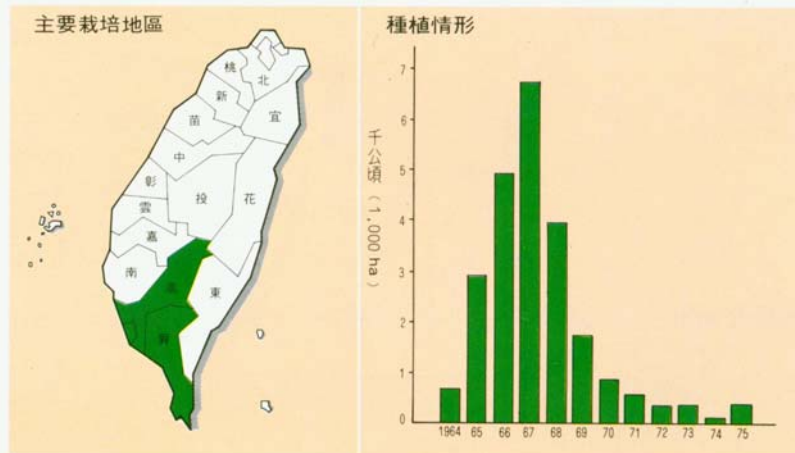 主要栽培地區
桃
北
新
宜
苗
中
彰
投
花
雲
嘉
南
高
東
屏
種植情形
千公頃(1,000 ha)
7
6
5
4
3
2
1
0
1964 65 66 67 68 69 70 71 72 73 74 75